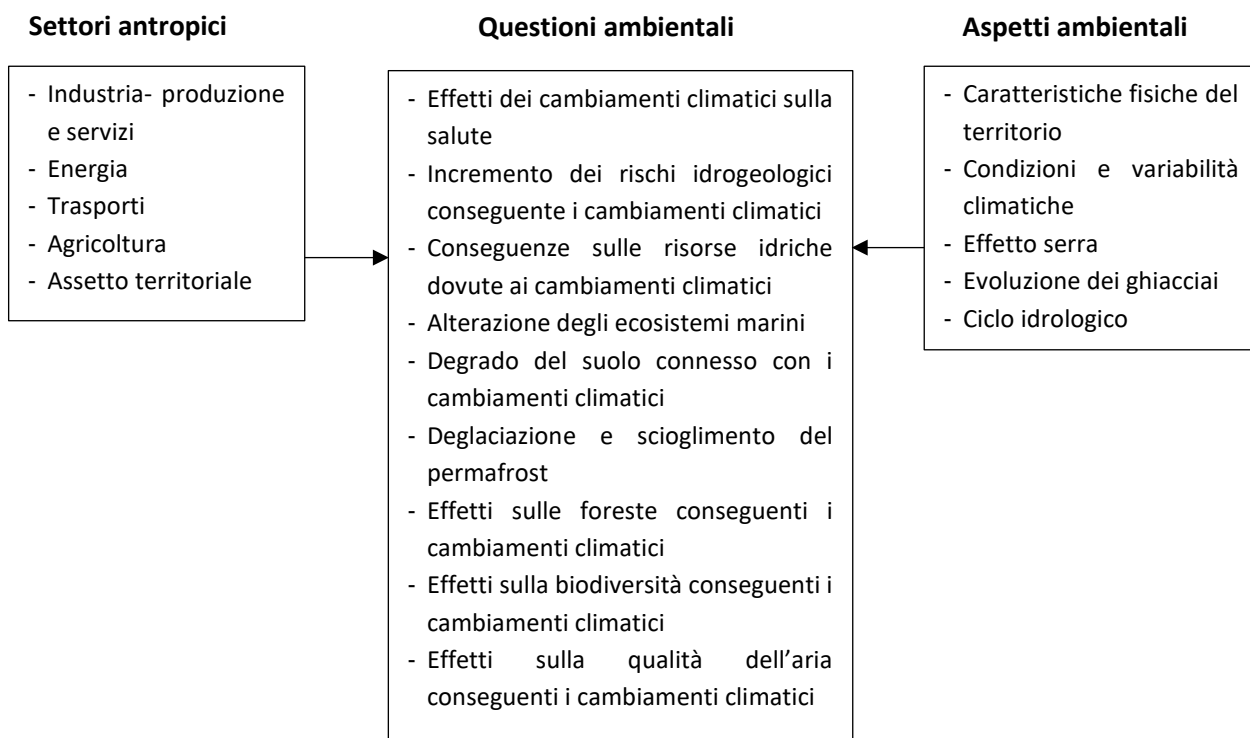 Settori antropici
- Industria- produzione
e servizi
- Energia
- Trasporti
- Agricoltura
- Assetto territoriale
Questioni ambientali
- Effetti dei cambiamenti climatici sulla
salute
- Incremento dei rischi idrogeologici
conseguente i cambiamenti climatici
- Conseguenze sulle risorse idriche
dovute ai cambiamenti climatici
- Alterazione degli ecosistemi marini
- Degrado del suolo connesso con i
cambiamenti climatici
- Deglaciazione e scioglimento del
permafrost
- Effetti sulle foreste conseguenti i
cambiamenti climatici
- Effetti sulla biodiversità conseguenti i
cambiamenti climatici
- Effetti sulla qualità dell’aria
conseguenti i cambiamenti climatici
Aspetti ambientali
- Caratteristiche fisiche del
territorio
- Condizioni e variabilità
climatiche
- Effetto serra
- Evoluzione dei ghiacciai
- Ciclo idrologico